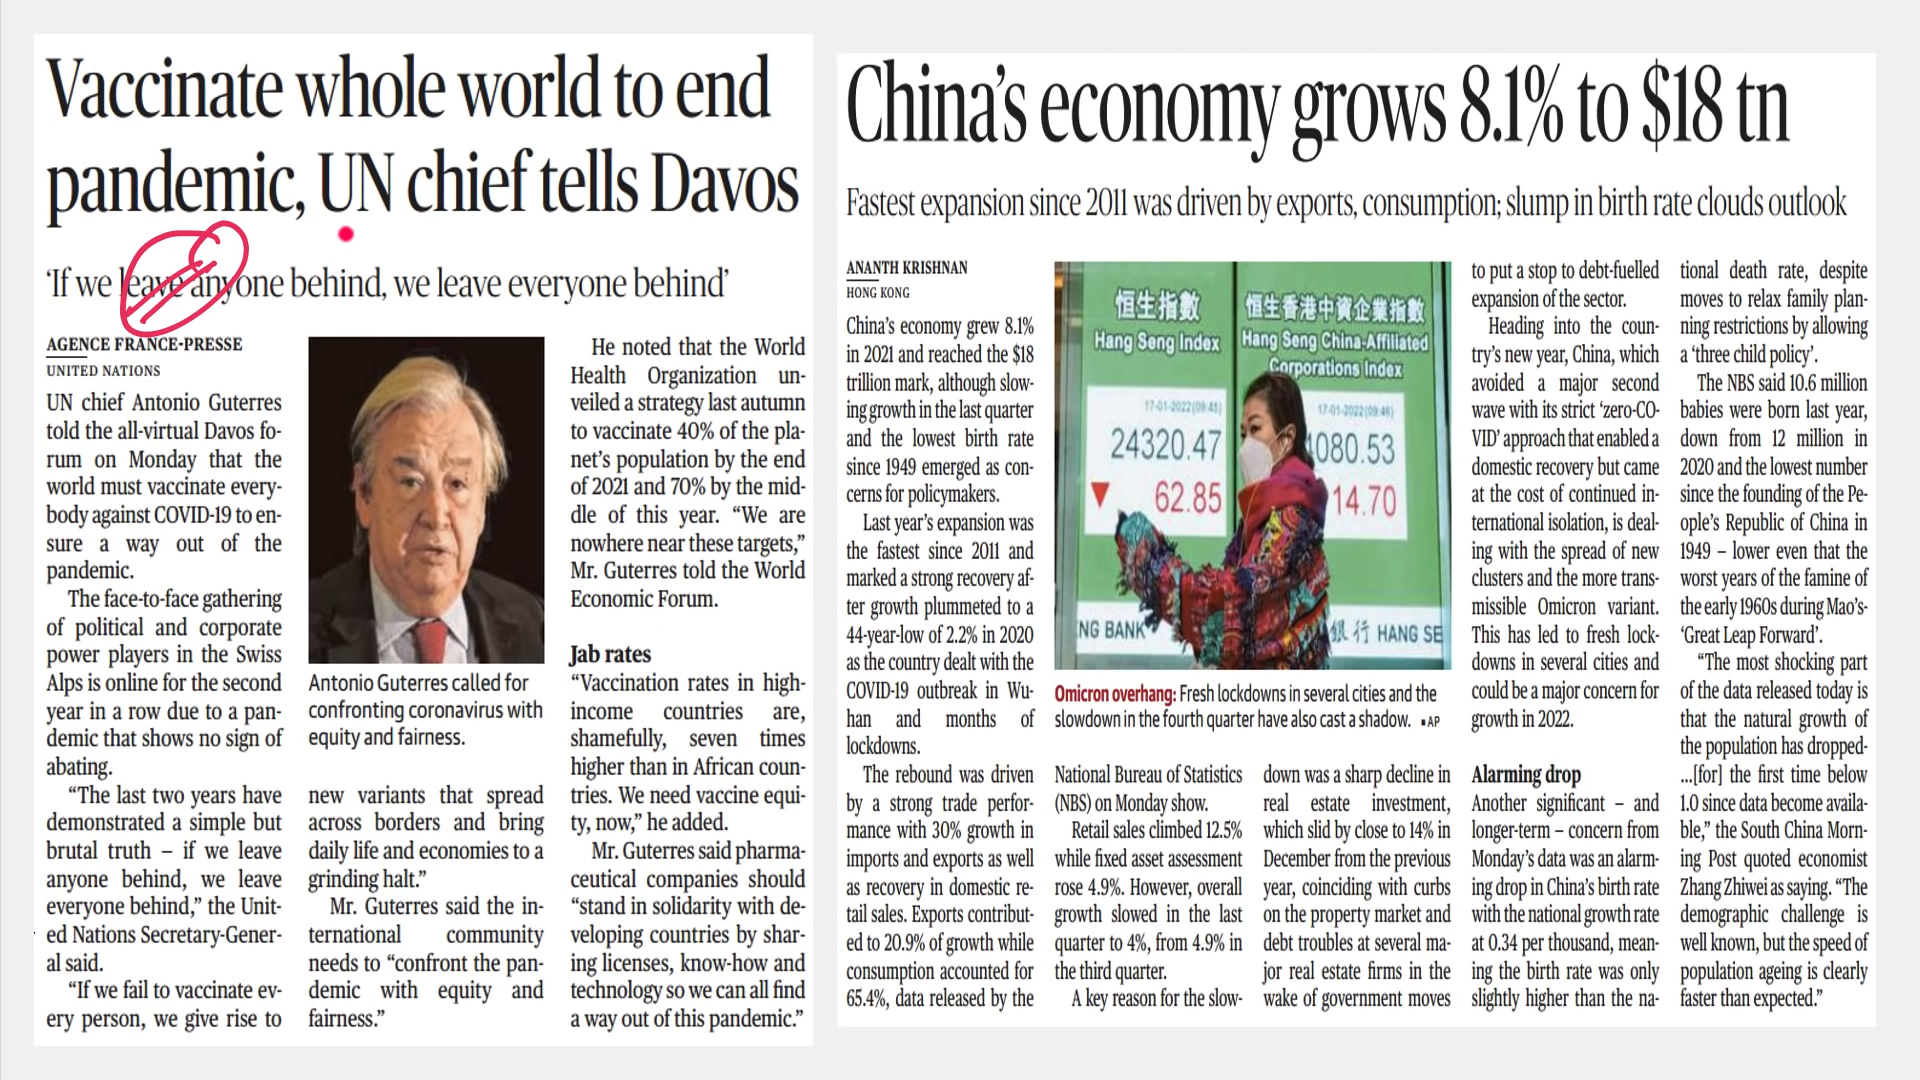 Vaccinate whole world to end
pandemic, UN chief tells Davos
‘If we leave anyone behind, we leave everyone behind’
AGENCE FRANCE-PRESSE
UNITED NATIONS
UN chief Antonio Guterres
told the all-virtual Davos fo-
rum on Monday that the
world must vaccinate every-
body against COVID-19 to en-
sure a way out of the
pandemic.
The face-to-face gathering
of political and corporate
power players in the Swiss
Alps is online for the second
year in a row due to a pan-
demic that shows no sign of
abating.
“The last two years have
demonstrated a simple but
brutal truth – if we leave
anyone behind, we leave
everyone behind,” the Unit-
ed Nations Secretary-Gener-
al said.
“If we fail to vaccinate ev-
ery person, we give rise to
Antonio Guterres called for
confronting coronavirus with
equity and fairness.
new variants that spread
across borders and bring
daily life and economies to a
grinding halt.”
Mr. Guterres said the in-
ternational community
needs to “confront the pan-
demic with equity and
fairness.”
He noted that the World
Health Organization un-
veiled a strategy last autumn
to vaccinate 40% of the pla-
net’s population by the end
of 2021 and 70% by the mid-
dle of this year. “We are
nowhere near these targets,”
Mr. Guterres told the World
Economic Forum.
Jab rates
“Vaccination rates in high-
income countries are,
shamefully, seven times
higher than in African coun-
tries. We need vaccine equi-
ty, now,” he added.
Mr. Guterres said pharma-
ceutical companies should
“stand in solidarity with de-
veloping countries by shar-
ing licenses, know-how and
technology so we can all find
a way out of this pandemic.”
China’s economy grows 8.1% to $18 tn
Fastest expansion since 2011 was driven by exports, consumption; slump in birth rate clouds outlook
ANANTH KRISHNAN
HONG KONG
China’s economy grew 8.1%
in 2021 and reached the $18
trillion mark, although slow-
ing growth in the last quarter
and the lowest birth rate
since 1949 emerged as con-
cerns for policymakers.
Last year’s expansion was
the fastest since 2011 and
marked a strong recovery af-
ter growth plummeted to a
44-year-low of 2.2% in 2020
as the country dealt with the
COVID-19 outbreak in Wu-
han and months of
lockdowns.
The rebound was driven
by a strong trade perfor-
mance with 30% growth in
imports and exports as well
as recovery in domestic re-
tail sales. Exports contribut-
ed to 20.9% of growth while
consumption accounted for
65.4%, data released by the
恒生指數
Hang Seng Index
17-01-2022(09:45)
24320.47
62.85
恒生香港中資企業指數
Hang Seng China-Affiliated
Corporations Index
17-01-2022(09:46)
080.53
14.70
NG BANK
銀行 HANG SE
Omicron overhang: Fresh lockdowns in several cities and the
slowdown in the fourth quarter have also cast a shadow. ▪AP
National Bureau of Statistics
(NBS) on Monday show.
Retail sales climbed 12.5%
while fixed asset assessment
rose 4.9%. However, overall
growth slowed in the last
quarter to 4%, from 4.9% in
the third quarter.
A key reason for the slow-
down was a sharp decline in
real estate investment,
which slid by close to 14% in
December from the previous
year, coinciding with curbs
on the property market and
debt troubles at several ma-
jor real estate firms in the
wake of government moves
to put a stop to debt-fuelled
expansion of the sector.
Heading into the coun-
try’s new year, China, which
avoided a major second
wave with its strict ‘zero-CO-
VID’ approach that enabled a
domestic recovery but came
at the cost of continued in-
ternational isolation, is deal-
ing with the spread of new
clusters and the more trans-
missible Omicron variant.
This has led to fresh lock-
downs in several cities and
could be a major concern for
growth in 2022.
Alarming drop
Another significant – and
longer-term – concern from
Monday’s data was an alarm-
ing drop in China’s birth rate
with the national growth rate
at 0.34 per thousand, mean-
ing the birth rate was only
slightly higher than the na-
tional death rate, despite
moves to relax family plan-
ning restrictions by allowing
a ‘three child policy’.
The NBS said 10.6 million
babies were born last year,
down from 12 million in
2020 and the lowest number
since the founding of the Pe-
ople’s Republic of China in
1949 – lower even that the
worst years of the famine of
the early 1960s during Mao’s-
‘Great Leap Forward’.
“The most shocking part
of the data released today is
that the natural growth of
the population has dropped-
...[for] the first time below
1.0 since data become availa-
ble,” the South China Morn-
ing Post quoted economist
Zhang Zhiwei as saying. “The
demographic challenge is
well known, but the speed of
population ageing is clearly
faster than expected.”